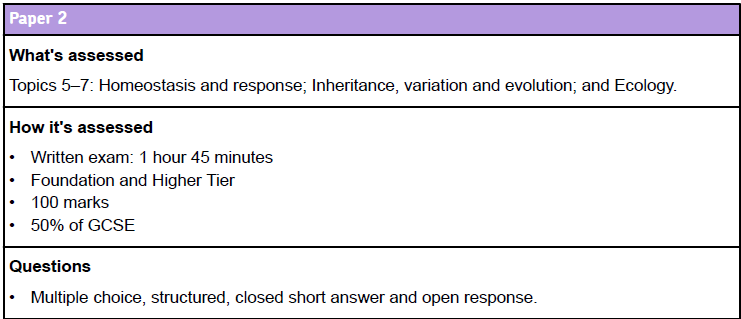 Paper 2
What's assessed
Topics 5–7: Homeostasis and response; Inheritance, variation and evolution; and Ecology.
How it's assessed
• Written exam: 1 hour 45 minutes
• Foundation and Higher Tier
• 100 marks
• 50% of GCSE
Questions
• Multiple choice, structured, closed short answer and open response.